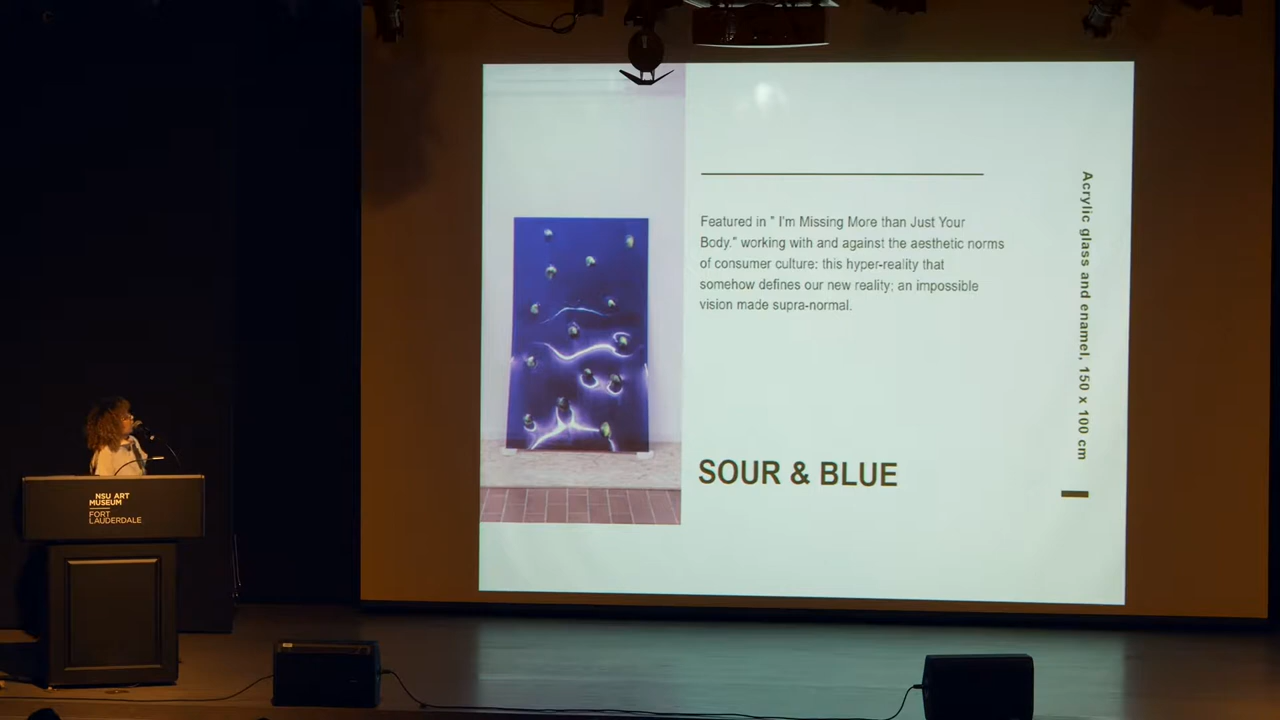 NSU ART
MUSEUM
FORT
LAUDERDALE
Featured in " I'm Missing More than Just Your
Body." working with and against the aesthetic norms
of consumer culture: this hyper-reality that
somehow defines our new reality; an impossible
vision made supra-normal.
SOUR & BLUE
Acrylic glass and enamel, 150 x 100 cm